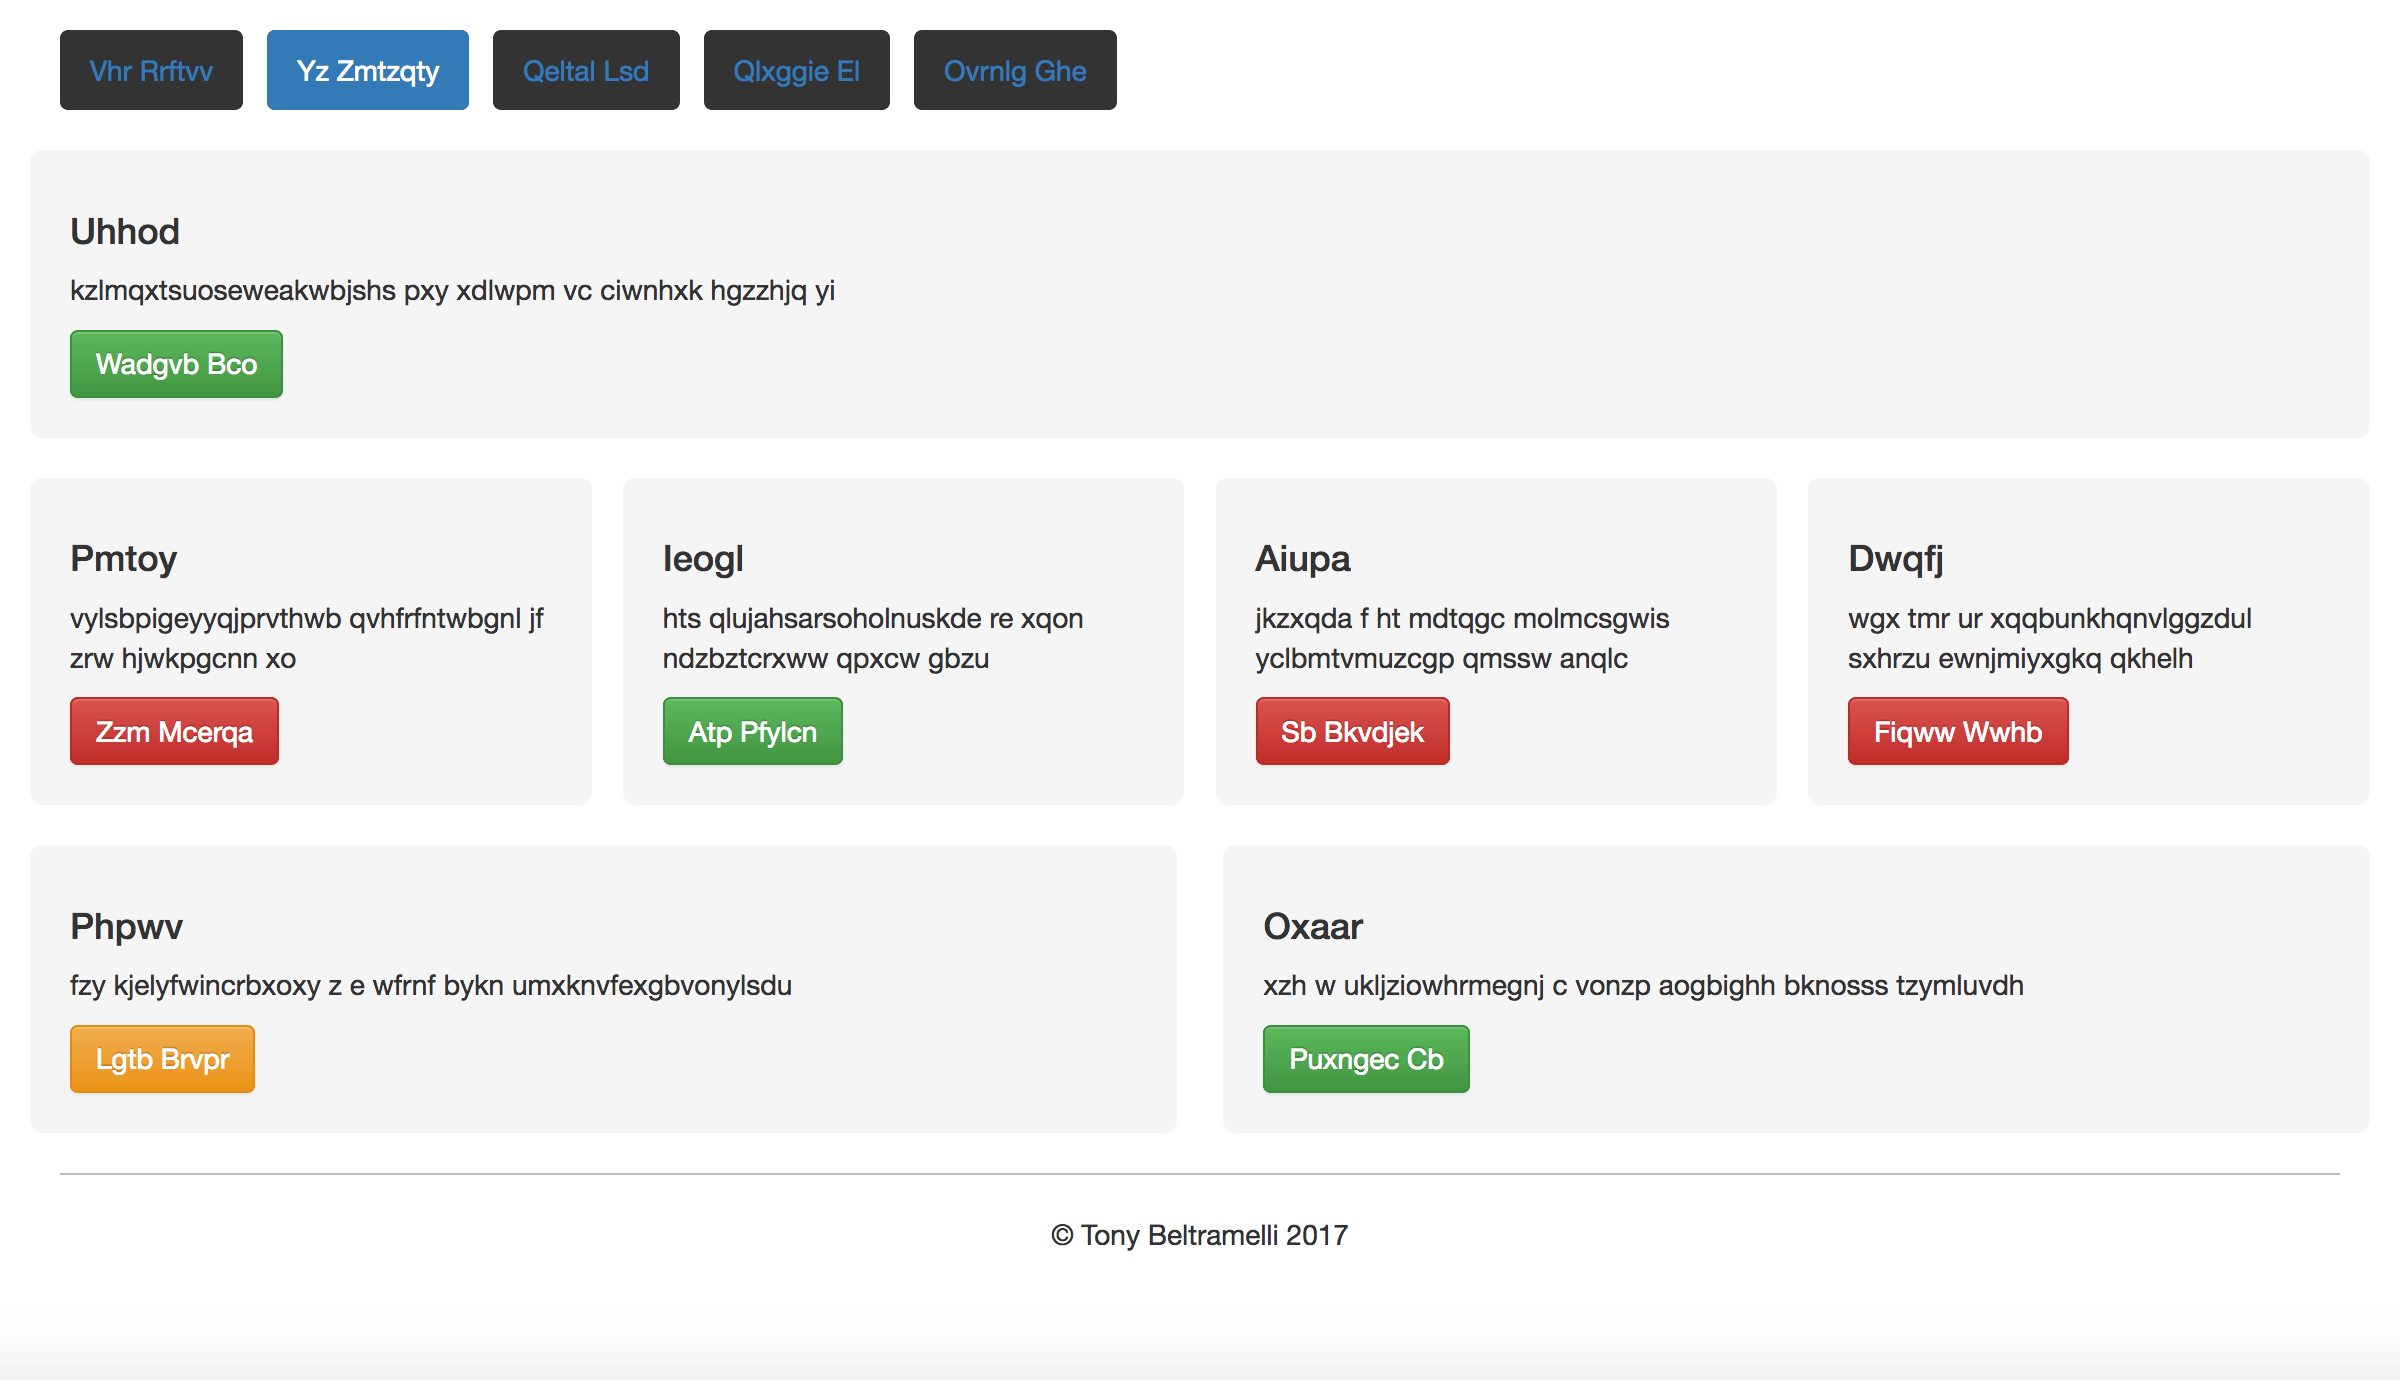 Vhr Rrftvv
Yz Zmtzqty
Qeltal Lsd
Qlxggie El
Ovrnlg Ghe
Uhhod
kzlmqxtsuoseweakwbjshs pxy xdlwpm vc ciwnhxk hgzzhjq yi
Wadgvb Bco
Pmtoy
vylsbpigeyyqjprvthwb qvhfrfntwbgnl jf
zrw hjwkpgcnn xo
Zzm Mcerqa
Ieogl
hts qlujahsarsoholnuskde re xqon
ndzbztcrxww qpxcw gbzu
Atp Pfylcn
Aiupa
jkzxqda f ht mdtqgc molmcsgwis
yclbmtvmuzcgp qmssw anqlc
Sb Bkvdjek
Dwqfj
wgx tmr ur xqqbunkhqnvlggzdul
sxhrzu ewnjmiyxgkq qkhelh
Fiqww Wwhb
Phpwv
fzy kjelyfwincrbxoxy z e wfrnf bykn umxknvfexgbvonylsdu
Lgtb Brvpr
Oxaar
xzh w ukljziowhrmegnj c vonzp aogbighh bknosss tzymluvdh
Puxngec Cb
© Tony Beltramelli 2017